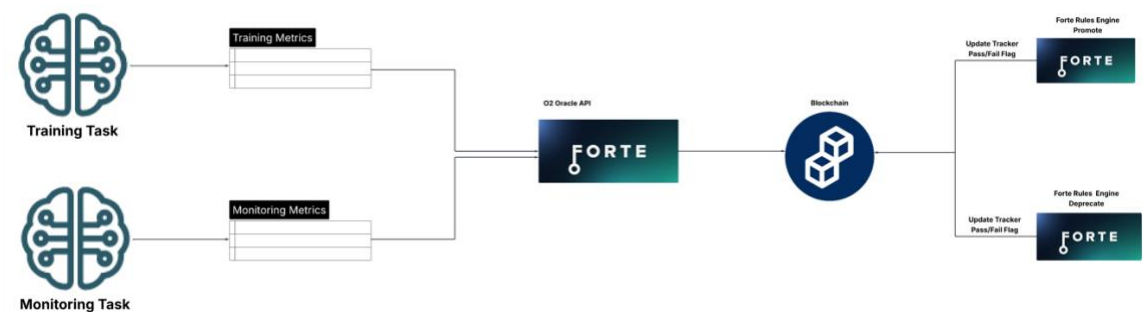 Training Task
Training Metrics
Monitoring Task
Monitoring Metrics
O2 Oracle API
FORTE
Blockchain
Update Tracker
Pass/Fail Flag
Forte Rules Engine
Promote
FORTE
Update Tracker
Pass/Fail Flag
Forte Rules Engine
Deprecate
FORTE